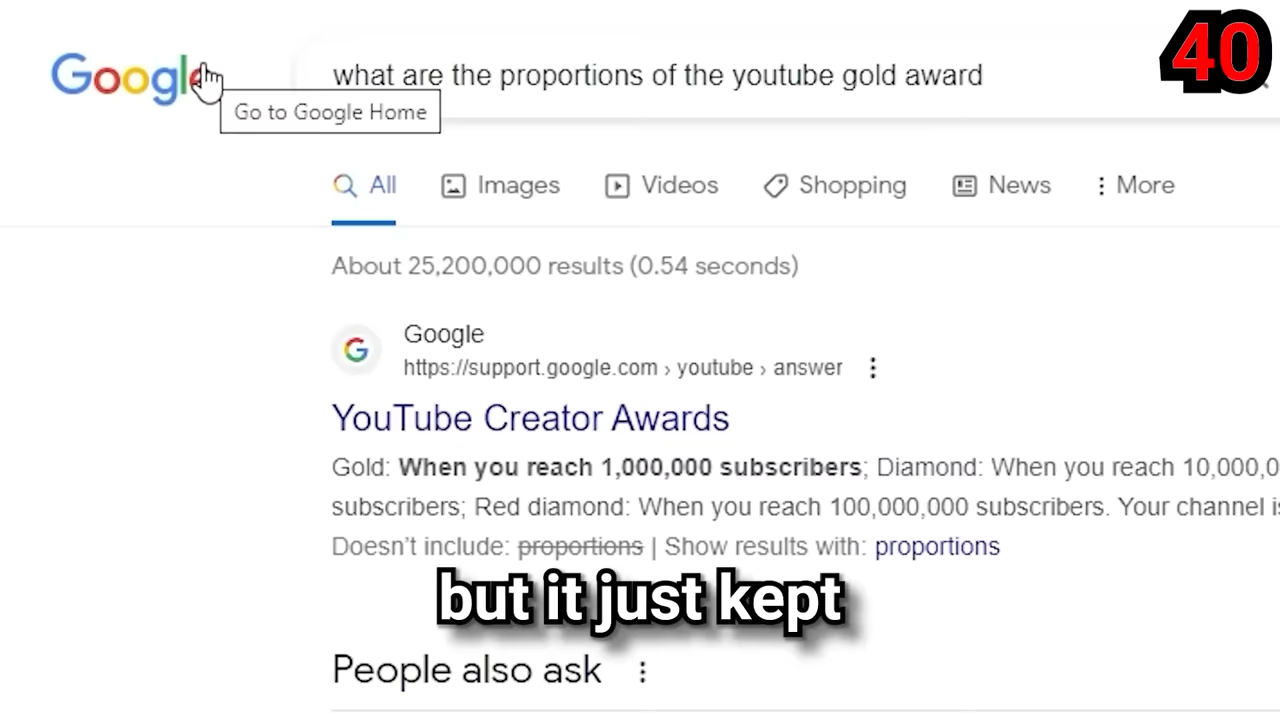 40
Google
what are the proportions of the youtube gold award
Go to Google Home
All Images Videos Shopping News More
About 25,200,000 results (0.54 seconds)
Google
https://support.google.com › youtube › answer
YouTube Creator Awards
Gold: When you reach 1,000,000 subscribers; Diamond: When you reach 10,000,0
subscribers; Red diamond: When you reach 100,000,000 subscribers. Your channel is
Doesn't include: proportions | Show results with: proportions
but it just kept
People also ask